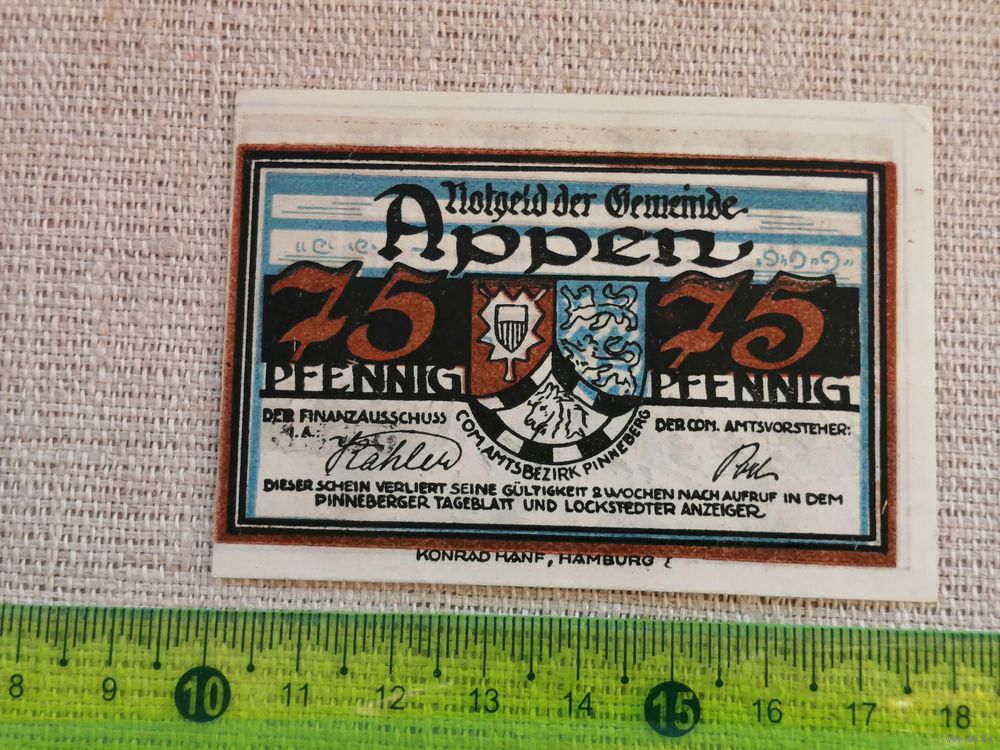 Notgeld der Gemeinde
Appen
75 75
PFENNIG PFENNIG
DER FINANZAUSSCHUSS
I.A.:
DER COM. AMTSVORSTEHER:
COM. AMTSBEZIRK PINNEBERG
DIESER SCHEIN VERLIERT SEINE GÜLTIGKEIT 2 WOCHEN NACH AUFRUF IN DEM
PINNEBERGER TAGEBLATT UND LOCKSTEDTER ANZEIGER
KONRAD HANF, HAMBURG
8 9 10 11 12 13 14 15 16 17 18